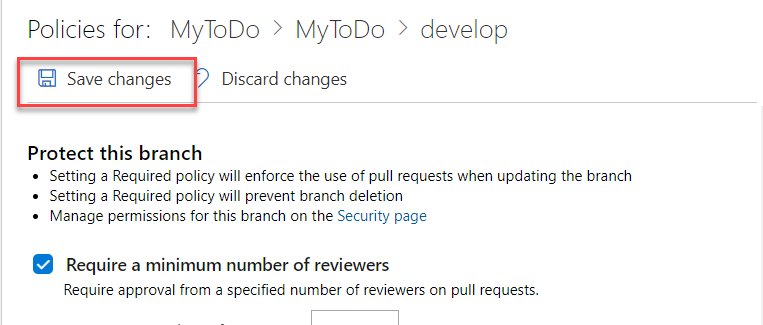 Policies for: MyToDo > MyToDo > develop
Save changes Discard changes
Protect this branch
• Setting a Required policy will enforce the use of pull requests when updating the branch
• Setting a Required policy will prevent branch deletion
• Manage permissions for this branch on the Security page
Require a minimum number of reviewers
Require approval from a specified number of reviewers on pull requests.